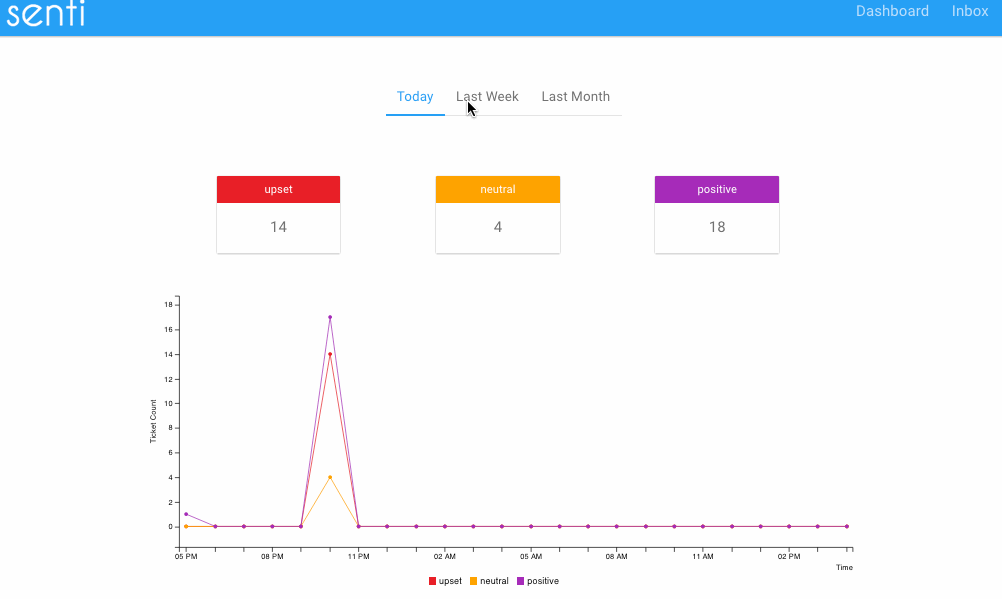 senti
Dashboard Inbox
Today Last Week Last Month
upset neutral positive
14 4 18
18
16
14
12
10
8
6
4
2
0
Ticket Count
05 PM 08 PM 11 PM 02 AM 05 AM 08 AM 11 AM 02 PM
Time
upset neutral positive